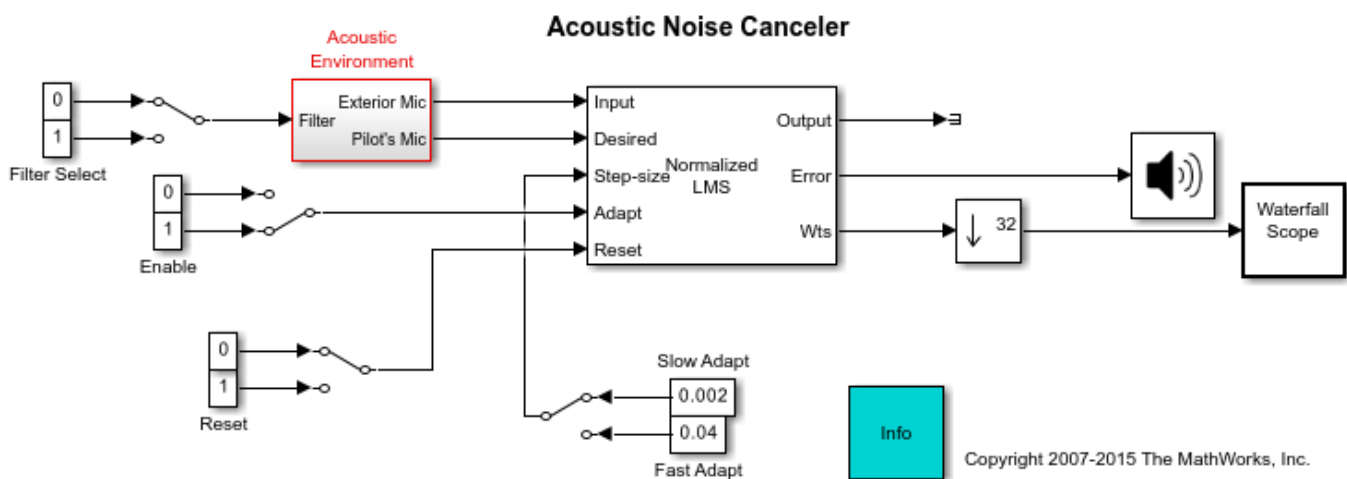 Acoustic Noise Canceler
Acoustic
Environment
0
1
Filter Select
Filter
Exterior Mic
Pilot's Mic
0
1
Enable
Input
Desired
Step-size
Adapt
Reset
Normalized
LMS
Output
Error
Wts
32
Waterfall
Scope
0
1
Reset
Slow Adapt
0.002
0.04
Fast Adapt
Info
Copyright 2007-2015 The MathWorks, Inc.